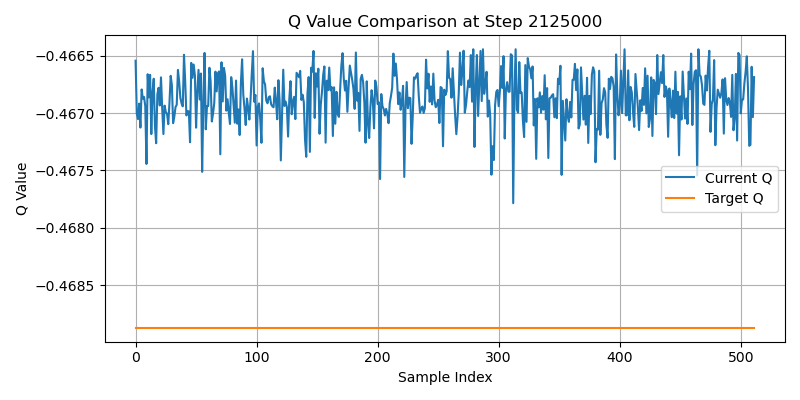 Q Value Comparison at Step 2125000
Q Value
−0.4665
−0.4670
−0.4675
−0.4680
−0.4685
Current Q
Target Q
0
100
200
300
400
500
Sample Index